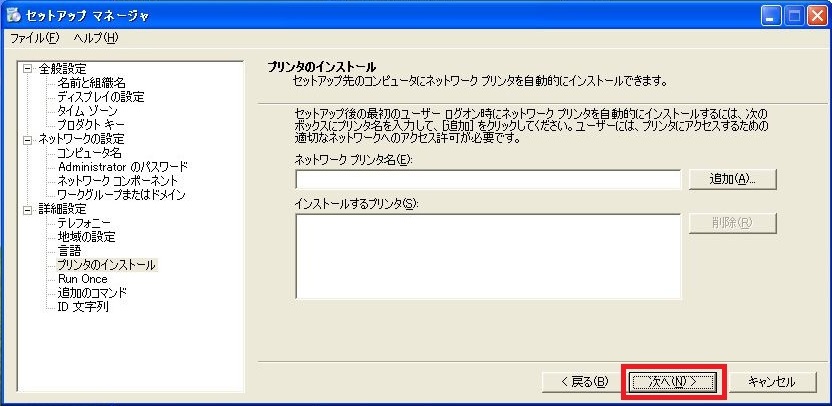 セットアップ マネージャ
ファイル(F) ヘルプ(H)
全般設定
名前と組織名
ディスプレイの設定
タイム ゾーン
プロダクト キー
ネットワークの設定
コンピュータ名
Administrator のパスワード
ネットワーク コンポーネント
ワークグループまたはドメイン
詳細設定
テレフォニー
地域の設定
言語
プリンタのインストール
Run Once
追加のコマンド
ID 文字列
プリンタのインストール
セットアップ先のコンピュータにネットワーク プリンタを自動的にインストールできます。
セットアップ後の最初のユーザー ログオン時にネットワーク プリンタを自動的にインストールするには、次の
ボックスにプリンタ名を入力して、[追加] をクリックしてください。ユーザーには、プリンタにアクセスするための
適切なネットワークへのアクセス許可が必要です。
ネットワーク プリンタ名(E):
追加(A)...
インストールするプリンタ(S):
削除(R)
< 戻る(B) 次へ(N) > キャンセル